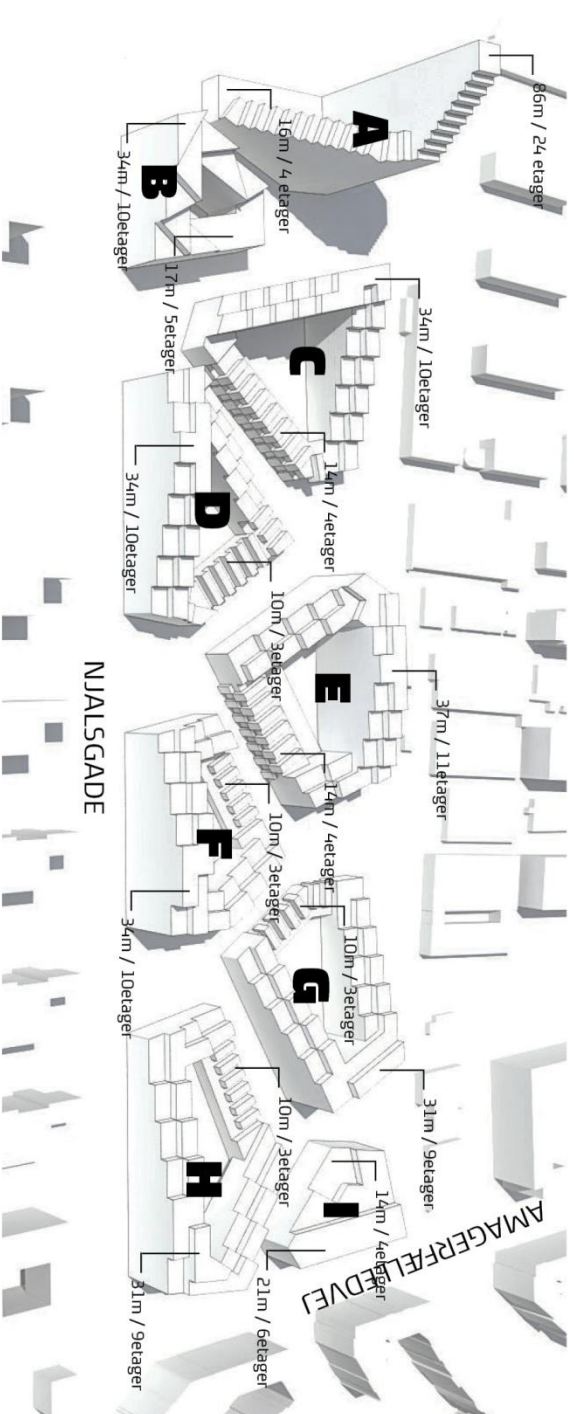 86m / 24 etager
A
16m / 4 etager
B
34m / 10etager
17m / 5etager
34m / 10etager
C
14m / 4etager
D
34m / 10etager
10m / 3etager
E
37m / 11etager
14m / 4etager
NJALSGADE
F
10m / 3etager
34m / 10etager
10m / 3etager
G
31m / 9etager
10m / 3etager
H
31m / 9etager
I
14m / 4etager
21m / 6etager
AMAGERFÆLLEDVEJ